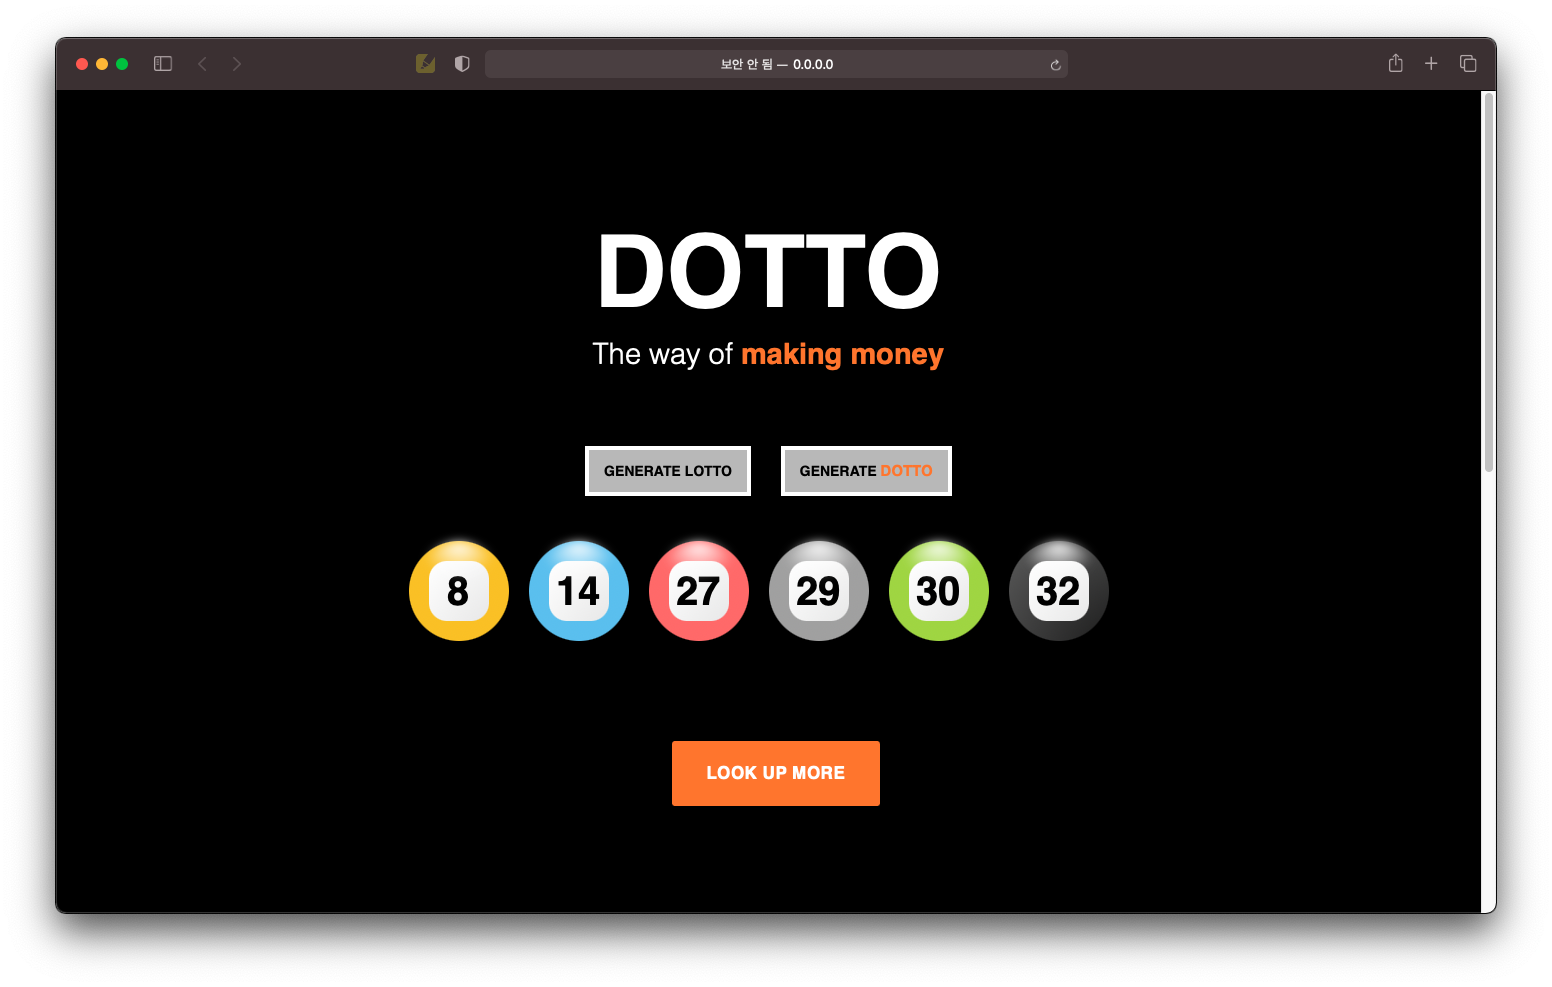 보안 안 됨 — 0.0.0.0
DOTTO
The way of making money
GENERATE LOTTO
GENERATE DOTTO
8 14 27 29 30 32
LOOK UP MORE